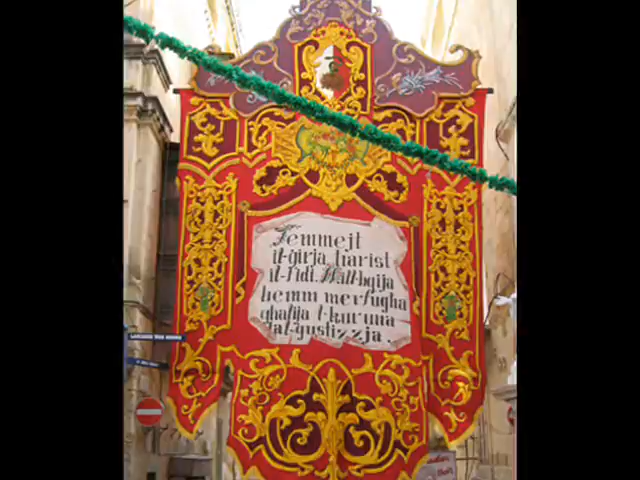 Temmejt
il-ġirja, ħarist
il-fidi. Mill-bqija
hemm merfugħa
għalija l-kuruna
tal-ġustizzja.